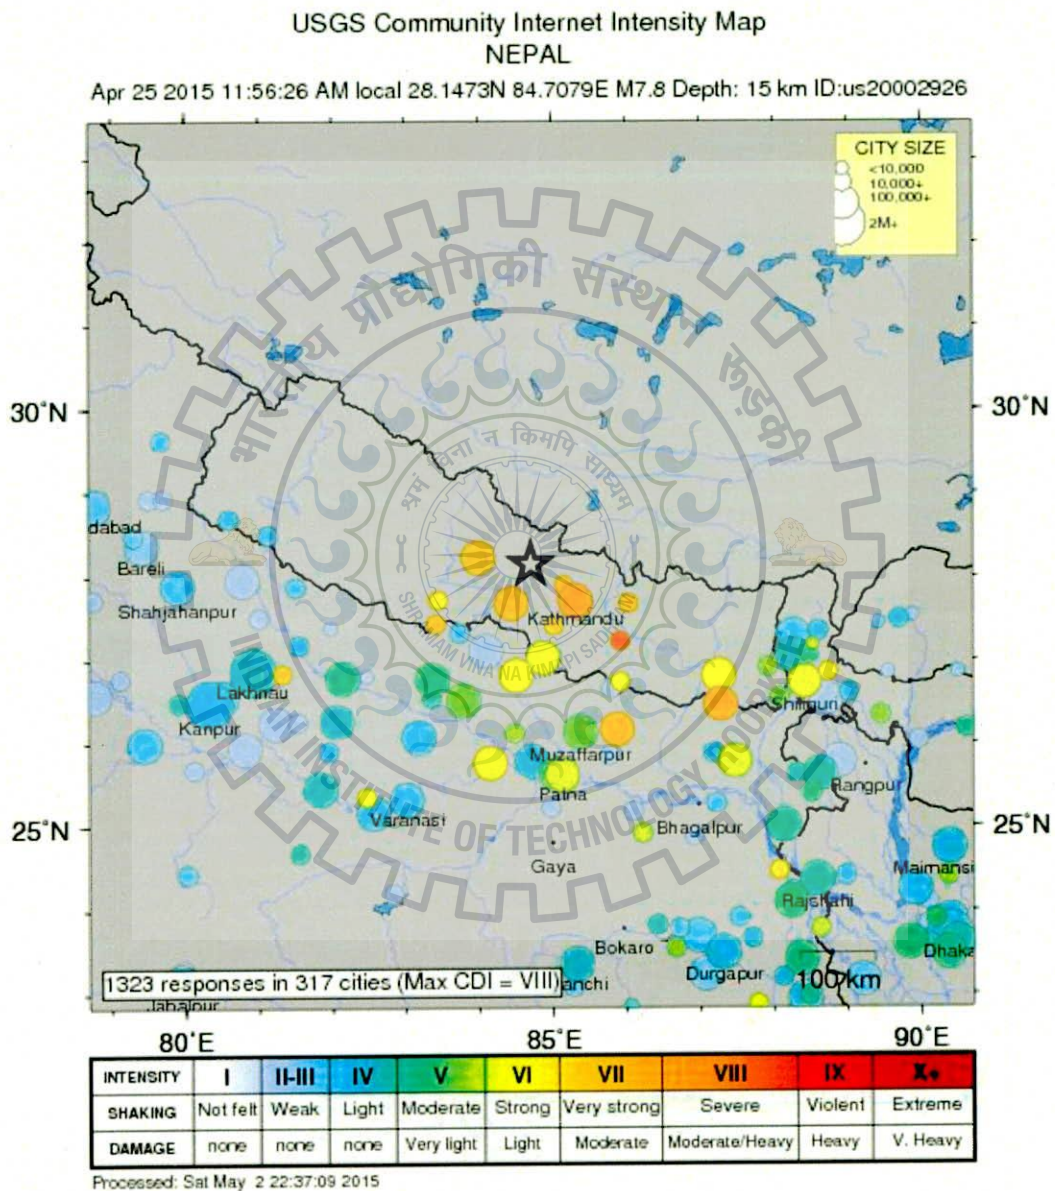 USGS Community Internet Intensity Map
NEPAL
Apr 25 2015 11:56:26 AM local 28.1473N 84.7079E M7.8 Depth: 15 km ID:us20002926
CITY SIZE
<10,000
10,000+
100,000+
2M+
भारतीय प्रौद्योगिकी संस्थान रूड़की
श्रमं विना न किमपि साध्यम्
SHRAMAM VINA NA KIMAPI SADHYAM
INDIAN INSTITUTE OF TECHNOLOGY ROORKEE
30°N
30°N
dabad
Bareli
Shahjahanpur
Kathmandu
Lakhnau
Shiliguri
Kanpur
Muzaffarpur
Rangpu
Patna
Varanasi
Bhagalpur
25°N
25°N
Gaya
Maimansi
Rajshahi
Bokaro
Dhaka
Durgapur
anchi
100 km
1323 responses in 317 cities (Max CDI = VIII)
Jabalpur
80°E
85°E
90°E
INTENSITY I II-III IV V VI VII VIII IX X+
SHAKING Not felt Weak Light Moderate Strong Very strong Severe Violent Extreme
DAMAGE none none none Very light Light Moderate Moderate/Heavy Heavy V. Heavy
Processed: Sat May 2 22:37:09 2015